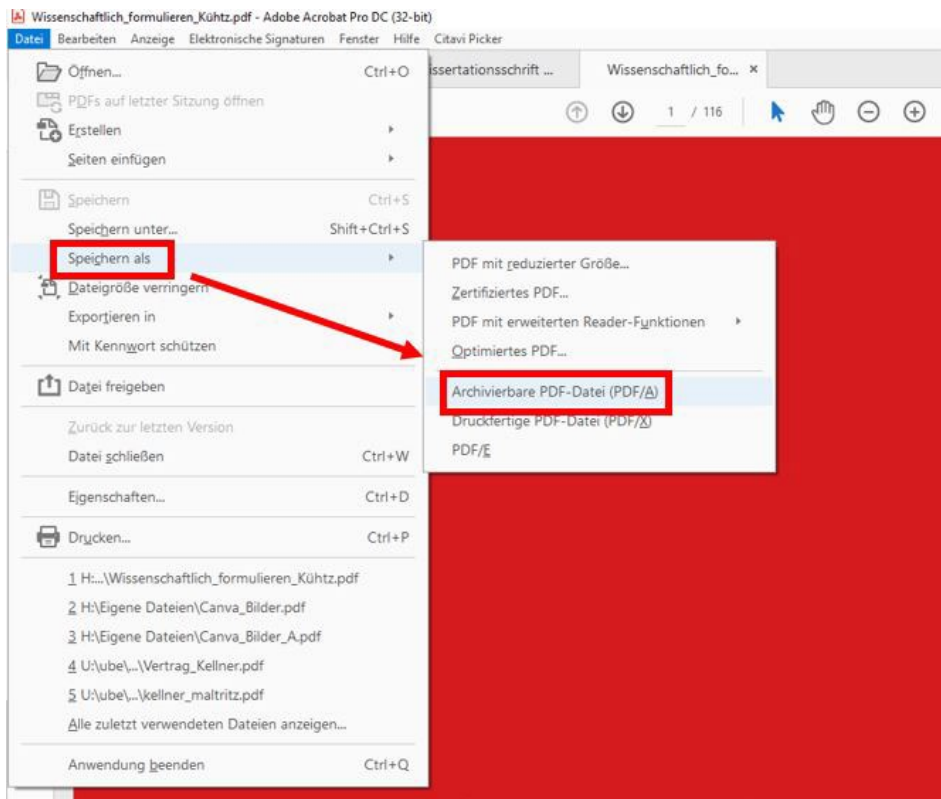 Wissenschaftlich_formulieren_Kühtz.pdf - Adobe Acrobat Pro DC (32-bit)
Datei Bearbeiten Anzeige Elektronische Signaturen Fenster Hilfe Citavi Picker
issertationsschrift ... Wissenschaftlich_fo... ×
1 / 116
Öffnen... Ctrl+O
PDFs auf letzter Sitzung öffnen
Erstellen
Seiten einfügen
Speichern Ctrl+S
Speichern unter... Shift+Ctrl+S
Speichern als
Dateigröße verringern
Exportieren in
Mit Kennwort schützen
Datei freigeben
Zurück zur letzten Version
Datei schließen Ctrl+W
Eigenschaften... Ctrl+D
Drucken... Ctrl+P
1 H:...\Wissenschaftlich_formulieren_Kühtz.pdf
2 H:\Eigene Dateien\Canva_Bilder.pdf
3 H:\Eigene Dateien\Canva_Bilder_A.pdf
4 U:\ube\...\Vertrag_Kellner.pdf
5 U:\ube\...\kellner_maltritz.pdf
Alle zuletzt verwendeten Dateien anzeigen...
Anwendung beenden Ctrl+Q
PDF mit reduzierter Größe...
Zertifiziertes PDF...
PDF mit erweiterten Reader-Funktionen
Optimiertes PDF...
Archivierbare PDF-Datei (PDF/A)
Druckfertige PDF-Datei (PDF/X)
PDF/E